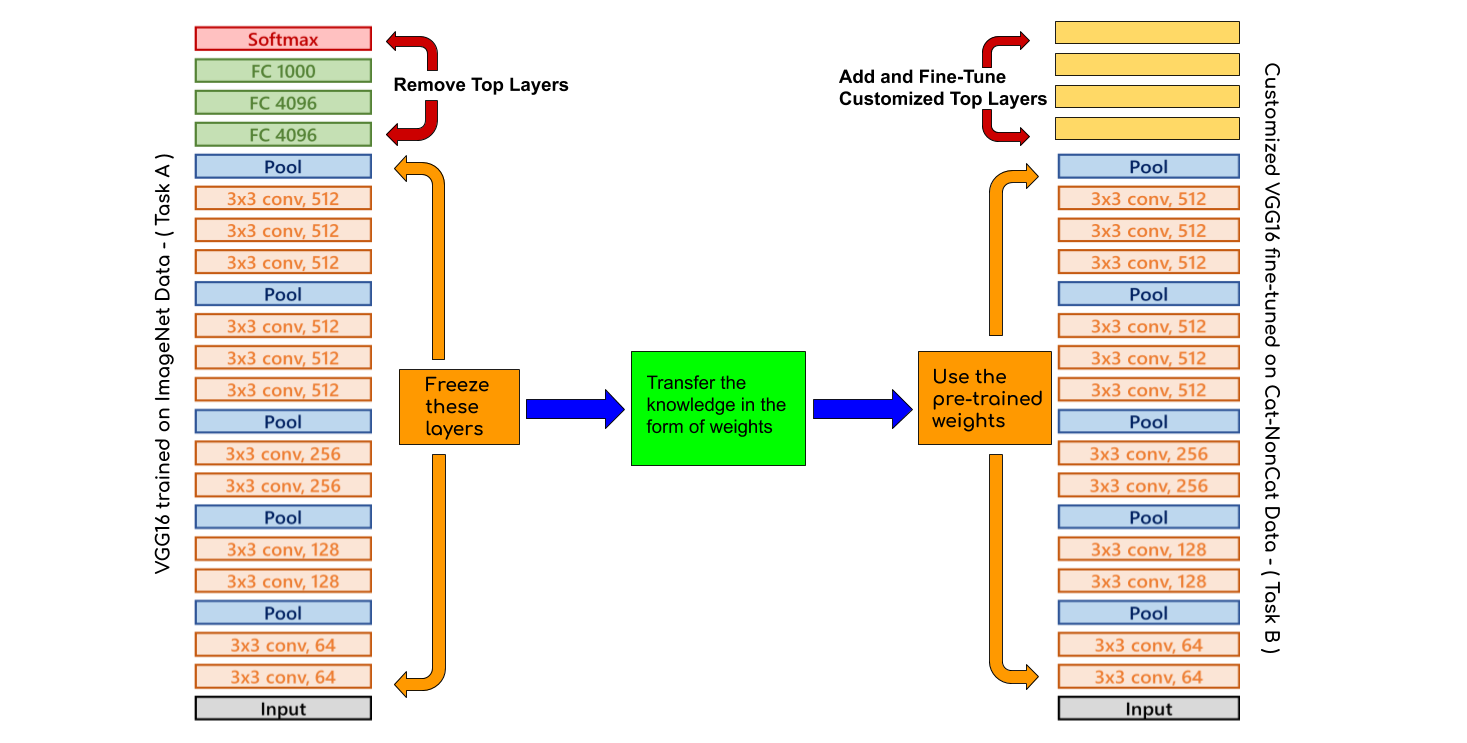 VGG16 trained on ImageNet Data - ( Task A )
Softmax
FC 1000
FC 4096
FC 4096
Pool
3x3 conv, 512
3x3 conv, 512
3x3 conv, 512
Pool
3x3 conv, 512
3x3 conv, 512
3x3 conv, 512
Pool
3x3 conv, 256
3x3 conv, 256
Pool
3x3 conv, 128
3x3 conv, 128
Pool
3x3 conv, 64
3x3 conv, 64
Input
Remove Top Layers
Freeze
these
layers
Transfer the
knowledge in the
form of weights
Add and Fine-Tune
Customized Top Layers
Use the
pre-trained
weights
Pool
3x3 conv, 512
3x3 conv, 512
3x3 conv, 512
Pool
3x3 conv, 512
3x3 conv, 512
3x3 conv, 512
Pool
3x3 conv, 256
3x3 conv, 256
Pool
3x3 conv, 128
3x3 conv, 128
Pool
3x3 conv, 64
3x3 conv, 64
Input
Customized VGG16 fine-tuned on Cat-NonCat Data - ( Task B )